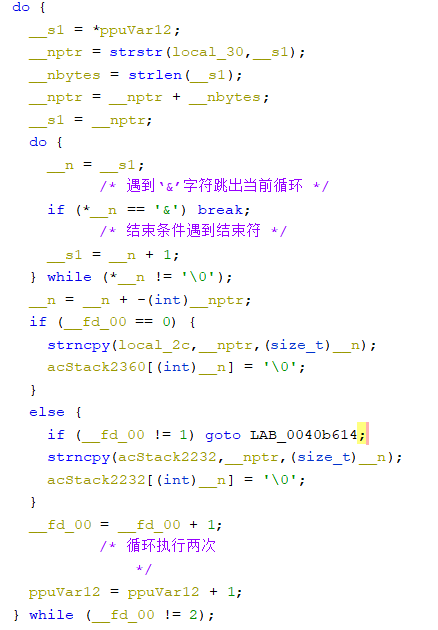 do {
__s1 = *ppuVar12;
__nptr = strstr(local_30,__s1);
__nbytes = strlen(__s1);
__nptr = __nptr + __nbytes;
__s1 = __nptr;
do {
__n = __s1;
/* 遇到‘&’字符跳出当前循环 */
if (*__n == '&') break;
/* 结束条件遇到结束符 */
__s1 = __n + 1;
} while (*__n != '\0');
__n = __n + -(int)__nptr;
if (__fd_00 == 0) {
strncpy(local_2c,__nptr,(size_t)__n);
acStack2360[(int)__n] = '\0';
}
else {
if (__fd_00 != 1) goto LAB_0040b614;
strncpy(acStack2232,__nptr,(size_t)__n);
acStack2232[(int)__n] = '\0';
}
__fd_00 = __fd_00 + 1;
/* 循环执行两次
*/
ppuVar12 = ppuVar12 + 1;
} while (__fd_00 != 2);